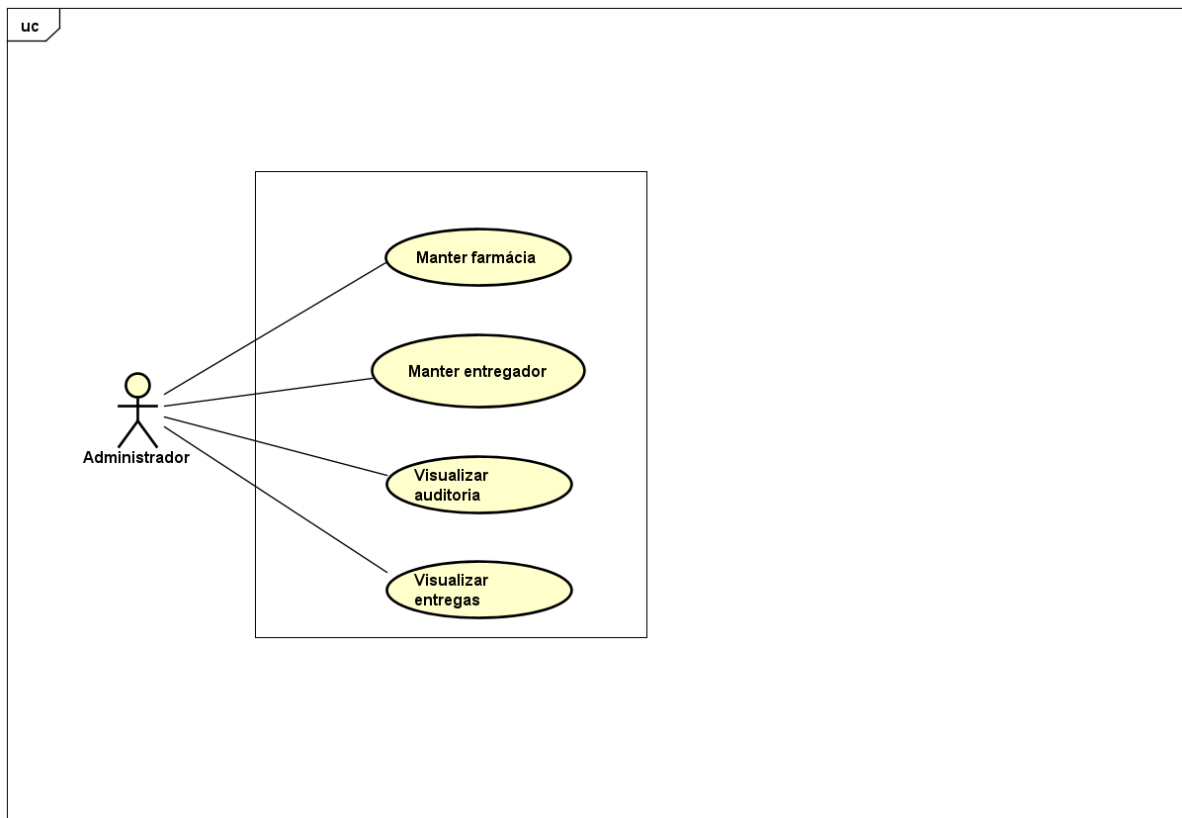 uc
Manter farmácia
Manter entregador
Administrador
Visualizar
auditoria
Visualizar
entregas